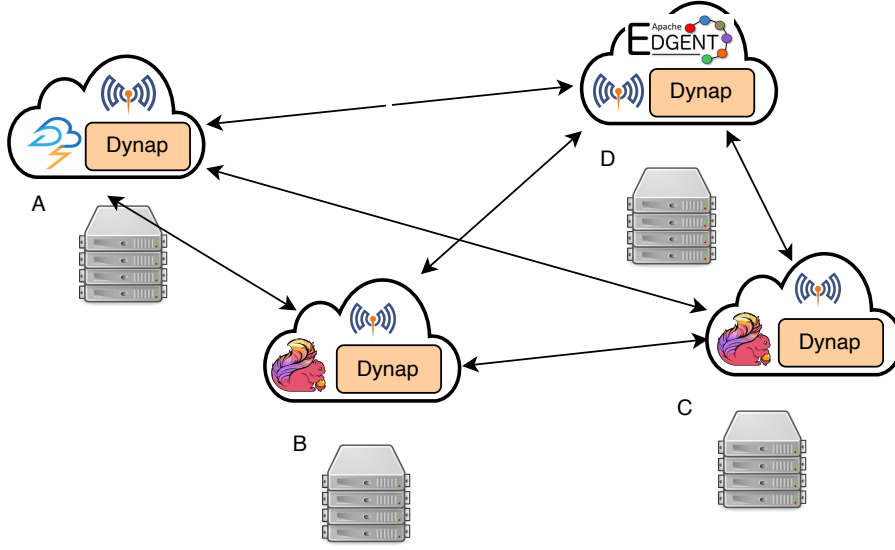 Apache
EDGENT
Dynap
D
Dynap
A
Dynap
B
Dynap
C